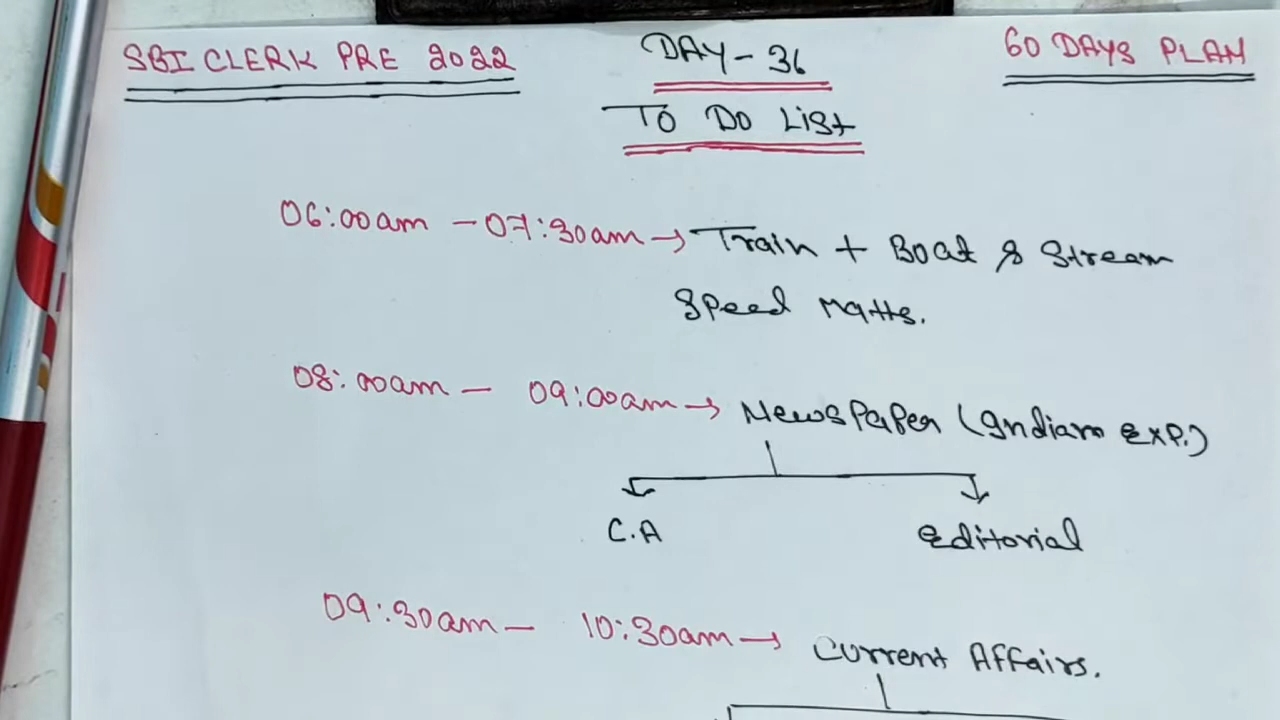 SBI CLERK PRE 2022 DAY-36 60 DAYS PLAN
TO DO List
06:00am - 07:30am → Train + Boat & Stream
Speed Maths.
08:00am - 09:00am → Newspaper (Indian Exp.)
C.A Editorial
09:30am - 10:30am → Current Affairs.